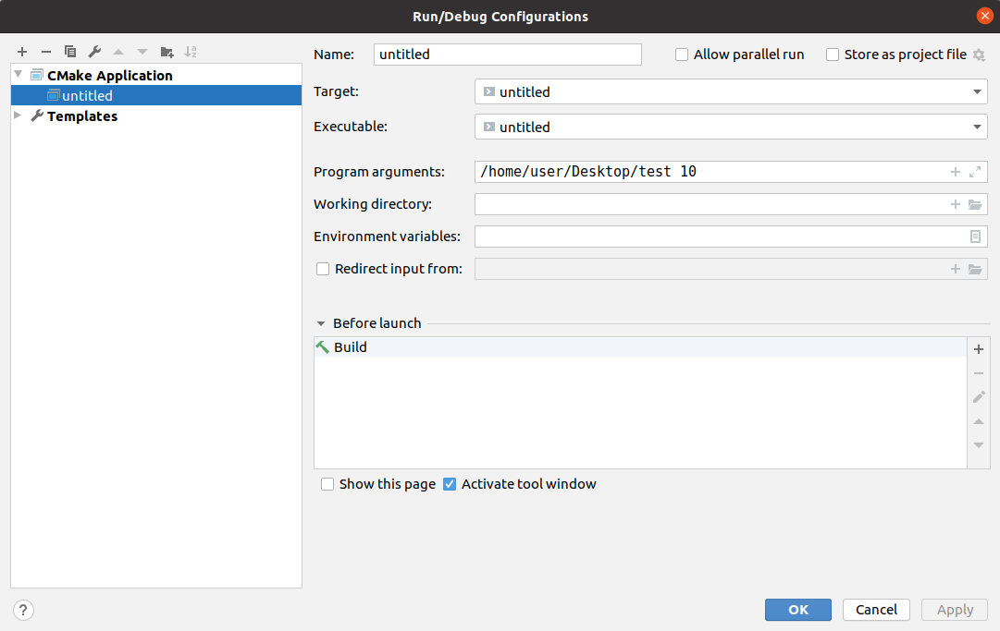 Run/Debug Configurations
Name: untitled Allow parallel run Store as project file
CMake Application
untitled
Templates
Target: untitled
Executable: untitled
Program arguments: /home/user/Desktop/test 10
Working directory:
Environment variables:
Redirect input from:
Before launch
Build
Show this page Activate tool window
? OK Cancel Apply